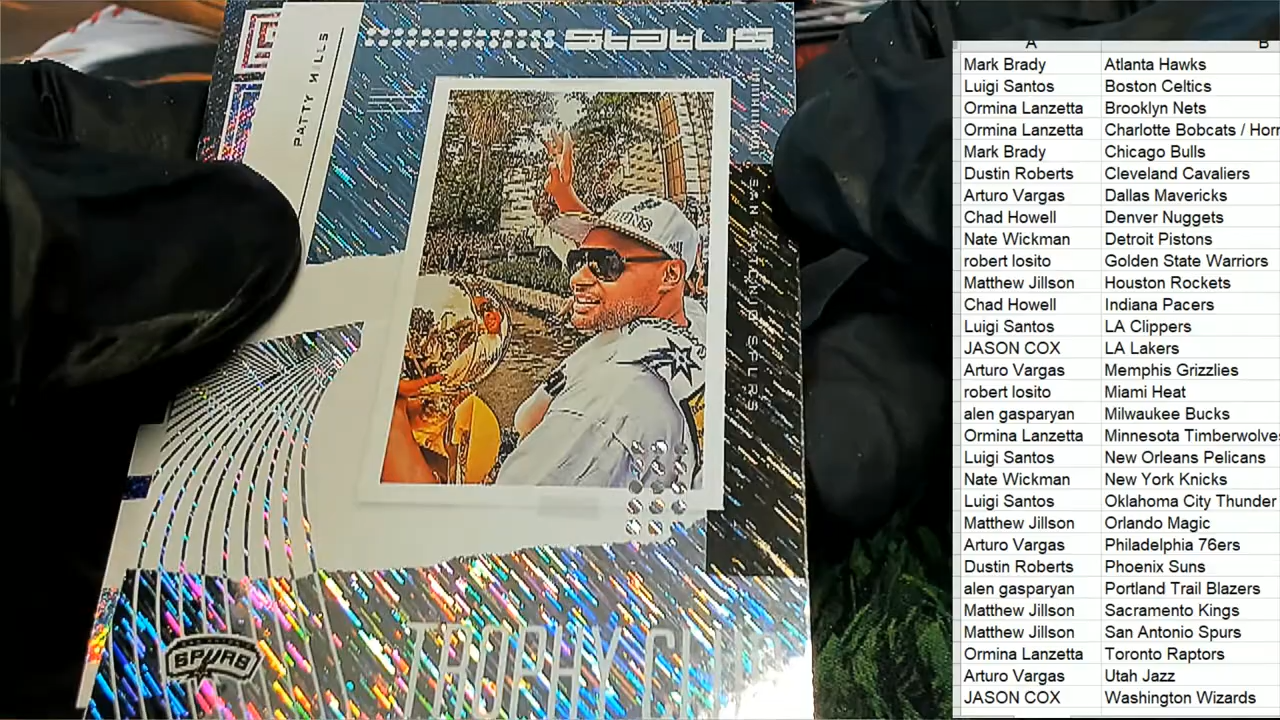 status
PATTY MILLS
SAN ANTONIO SPURS
SPURS
TROPHY CLUB
A B
Mark Brady Atlanta Hawks
Luigi Santos Boston Celtics
Ormina Lanzetta Brooklyn Nets
Ormina Lanzetta Charlotte Bobcats / Horn
Mark Brady Chicago Bulls
Dustin Roberts Cleveland Cavaliers
Arturo Vargas Dallas Mavericks
Chad Howell Denver Nuggets
Nate Wickman Detroit Pistons
robert losito Golden State Warriors
Matthew Jillson Houston Rockets
Chad Howell Indiana Pacers
Luigi Santos LA Clippers
JASON COX LA Lakers
Arturo Vargas Memphis Grizzlies
robert losito Miami Heat
alen gasparyan Milwaukee Bucks
Ormina Lanzetta Minnesota Timberwolves
Luigi Santos New Orleans Pelicans
Nate Wickman New York Knicks
Luigi Santos Oklahoma City Thunder
Matthew Jillson Orlando Magic
Arturo Vargas Philadelphia 76ers
Dustin Roberts Phoenix Suns
alen gasparyan Portland Trail Blazers
Matthew Jillson Sacramento Kings
Matthew Jillson San Antonio Spurs
Ormina Lanzetta Toronto Raptors
Arturo Vargas Utah Jazz
JASON COX Washington Wizards